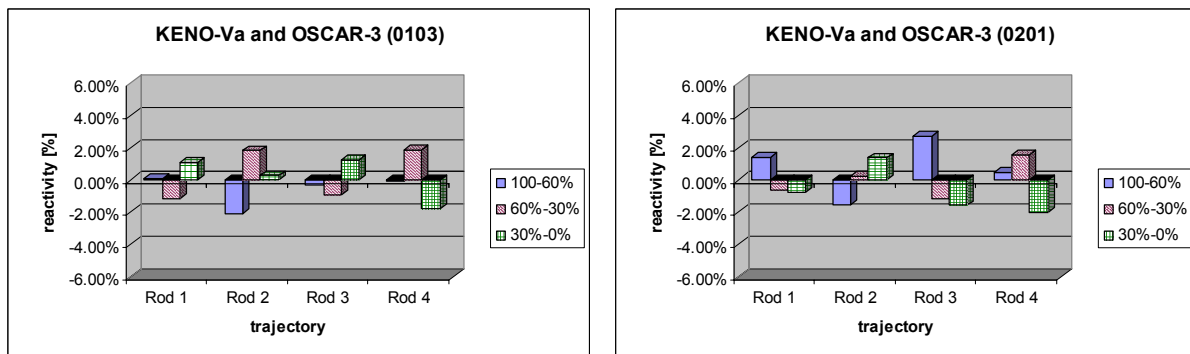 KENO-Va and OSCAR-3 (0103)
6.00%
4.00%
2.00%
0.00%
-2.00%
-4.00%
-6.00%
reactivity [%]
Rod 1 Rod 2 Rod 3 Rod 4
trajectory
100-60%
60%-30%
30%-0%
KENO-Va and OSCAR-3 (0201)
6.00%
4.00%
2.00%
0.00%
-2.00%
-4.00%
-6.00%
reactivity [%]
Rod 1 Rod 2 Rod 3 Rod 4
trajectory
100-60%
60%-30%
30%-0%